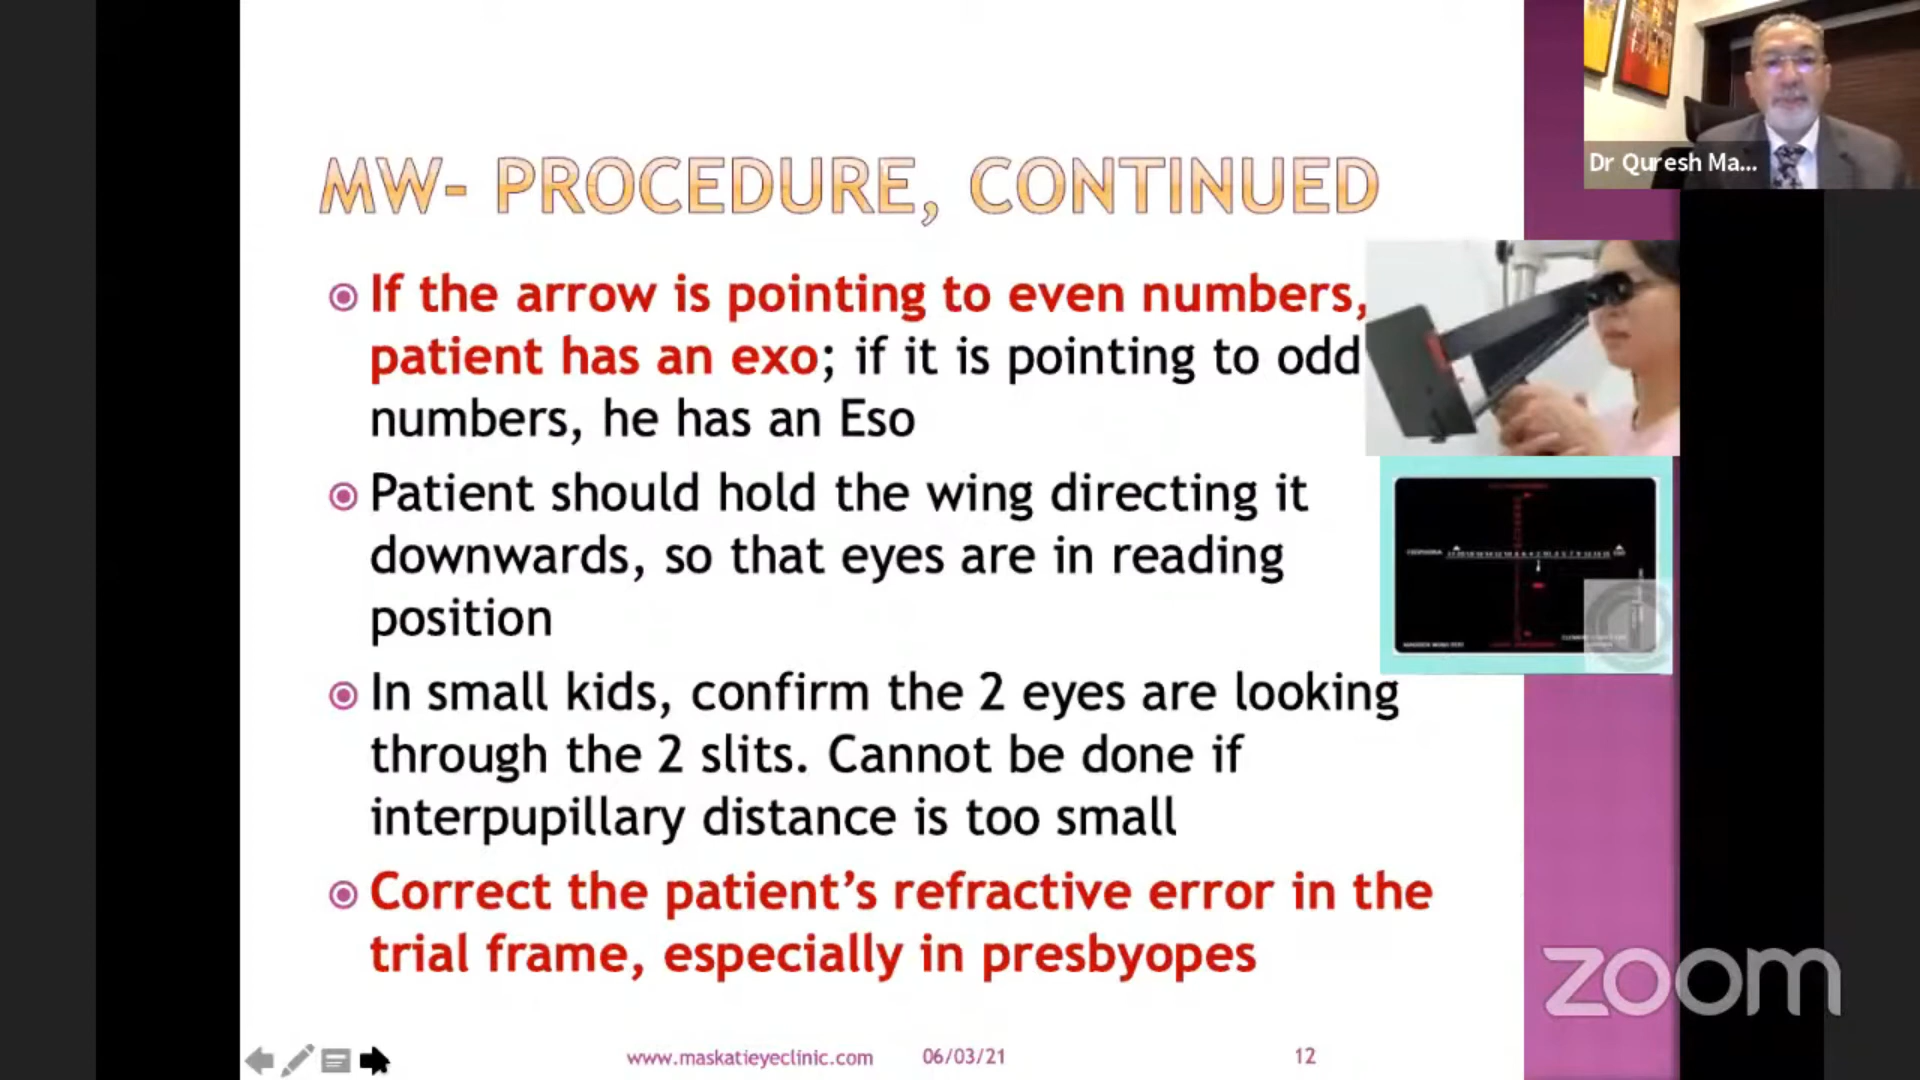 Dr Quresh Ma...
MW- PROCEDURE, CONTINUED
If the arrow is pointing to even numbers,
patient has an exo; if it is pointing to odd
numbers, he has an Eso
Patient should hold the wing directing it
downwards, so that eyes are in reading
position
In small kids, confirm the 2 eyes are looking
through the 2 slits. Cannot be done if
interpupillary distance is too small
Correct the patient’s refractive error in the
trial frame, especially in presbyopes
www.maskatieyeclinic.com
06/03/21
12
zoom